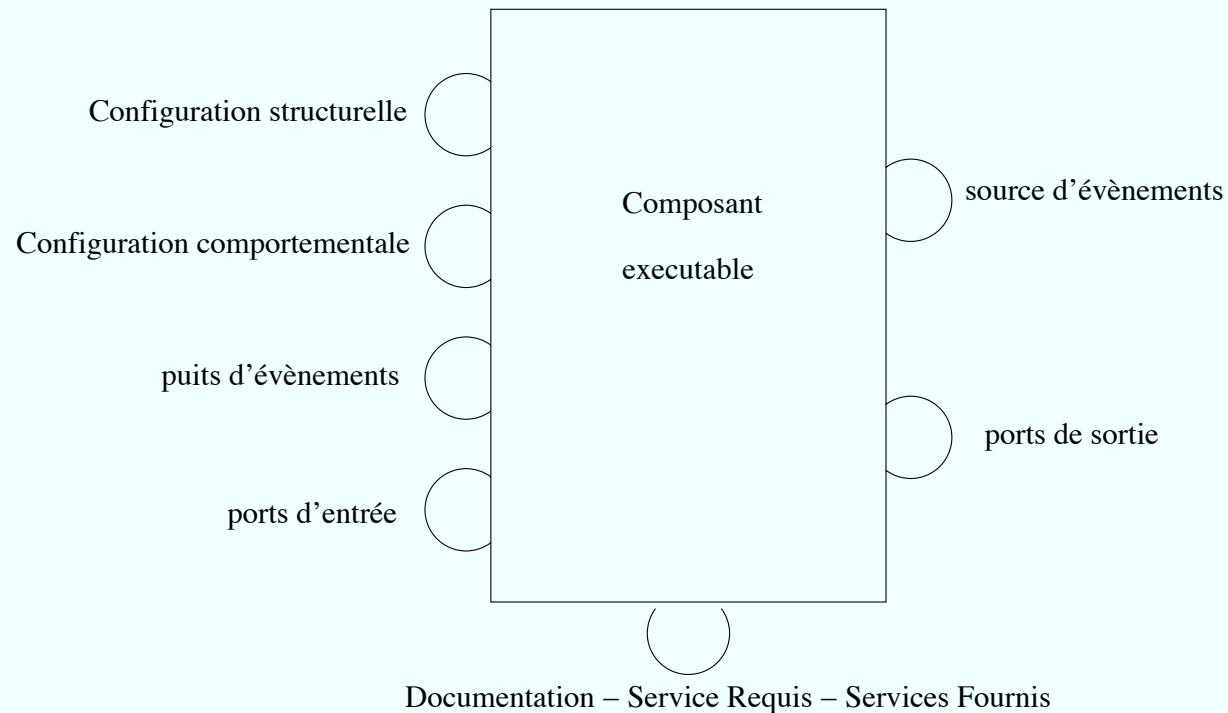 Configuration structurelle
Configuration comportementale
puits d’évènements
ports d’entrée
Composant
executable
source d’évènements
ports de sortie
Documentation – Service Requis – Services Fournis